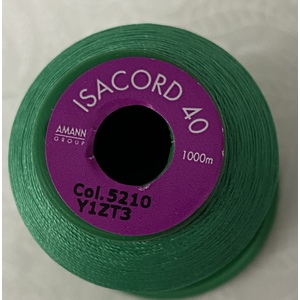 ISACORD 40
AMANN
GROUP
1000m
Col.5210
Y1ZT3